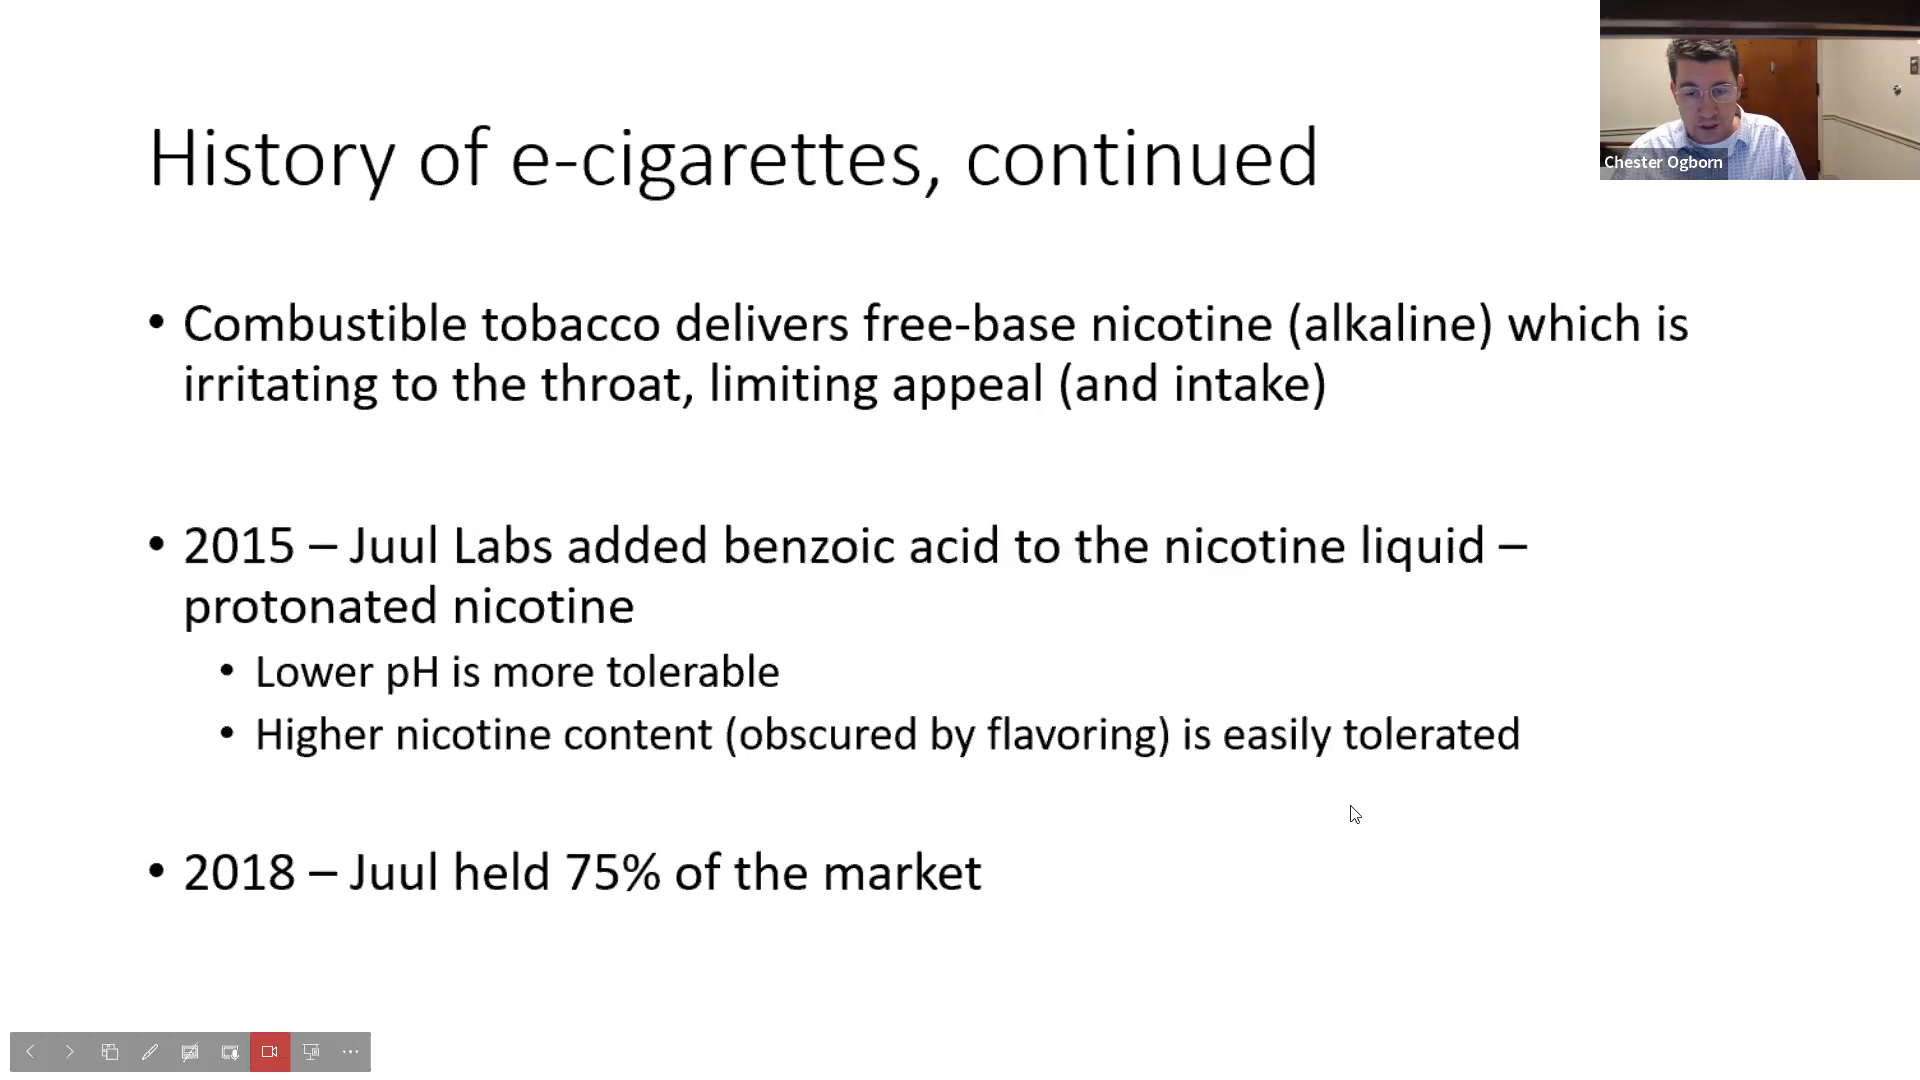 History of e-cigarettes, continued
Chester Ogborn
• Combustible tobacco delivers free-base nicotine (alkaline) which is
irritating to the throat, limiting appeal (and intake)
• 2015 – Juul Labs added benzoic acid to the nicotine liquid –
protonated nicotine
• Lower pH is more tolerable
• Higher nicotine content (obscured by flavoring) is easily tolerated
• 2018 – Juul held 75% of the market